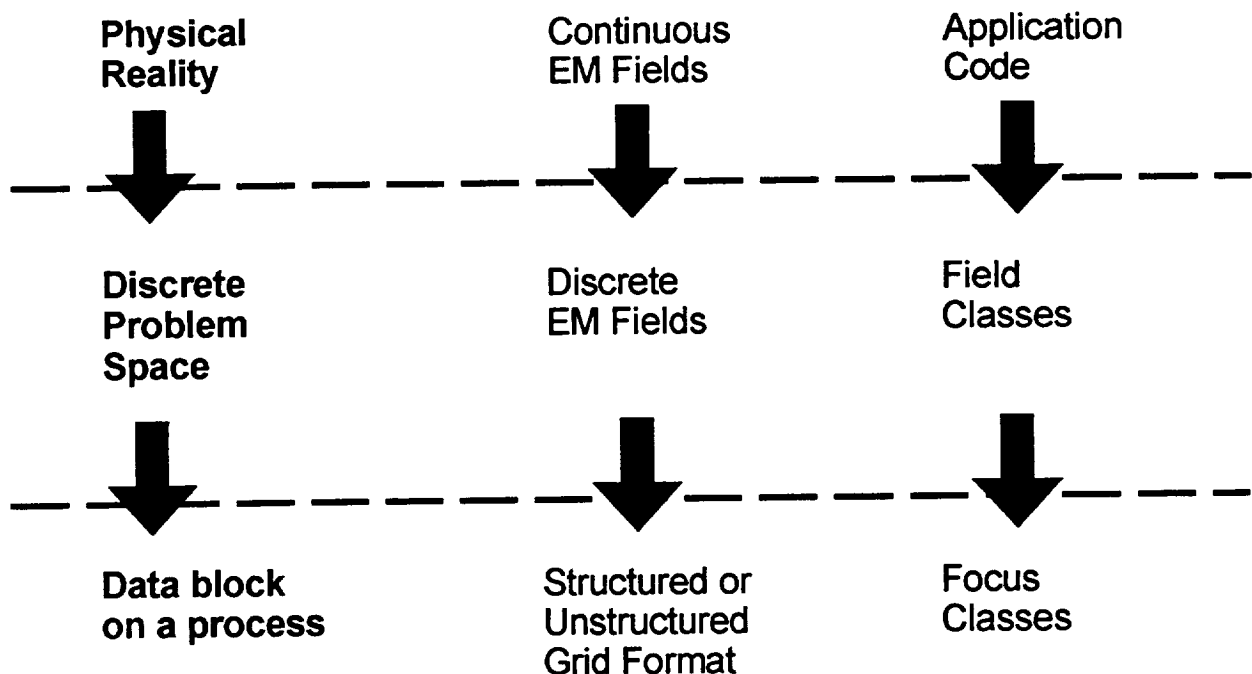 Physical
Reality
Continuous
EM Fields
Application
Code
Discrete
Problem
Space
Discrete
EM Fields
Field
Classes
Data block
on a process
Structured or
Unstructured
Grid Format
Focus
Classes